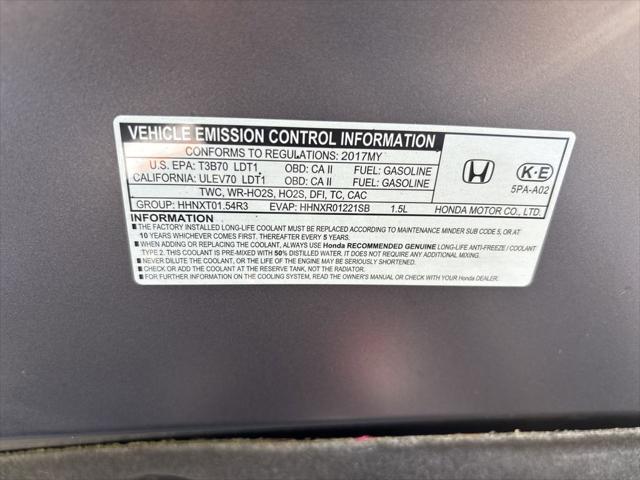 VEHICLE EMISSION CONTROL INFORMATION
CONFORMS TO REGULATIONS: 2017MY
U.S. EPA: T3B70 LDT1 OBD: CA II FUEL: GASOLINE
CALIFORNIA: ULEV70 LDT1 OBD: CA II FUEL: GASOLINE
TWC, WR-HO2S, HO2S, DFI, TC, CAC
GROUP: HHNXT01.54R3 EVAP: HHNXR01221SB 1.5L
K-E
5PA-A02
HONDA MOTOR CO., LTD.
INFORMATION
■ THE FACTORY INSTALLED LONG-LIFE COOLANT MUST BE REPLACED ACCORDING TO MAINTENANCE MINDER SUB CODE 5, OR AT
10 YEARS WHICHEVER COMES FIRST; THEREAFTER REPLACE EVERY 5 YEARS.
■ WHEN ADDING OR REPLACING THE COOLANT, ALWAYS USE Honda RECOMMENDED GENUINE LONG-LIFE ANTI-FREEZE / COOLANT
TYPE 2. THIS COOLANT IS PRE-MIXED WITH 50% DISTILLED WATER. IT DOES NOT REQUIRE ANY ADDITIONAL MIXING.
■ NEVER DILUTE THE COOLANT, OR THE LIFE OF THE ENGINE MAY BE SERIOUSLY SHORTENED.
■ CHECK OR ADD THE COOLANT AT THE RESERVE TANK, NOT THE RADIATOR.
■ FOR FURTHER INFORMATION ON THE COOLING SYSTEM, READ THE OWNER'S MANUAL OR CHECK WITH YOUR Honda DEALER.